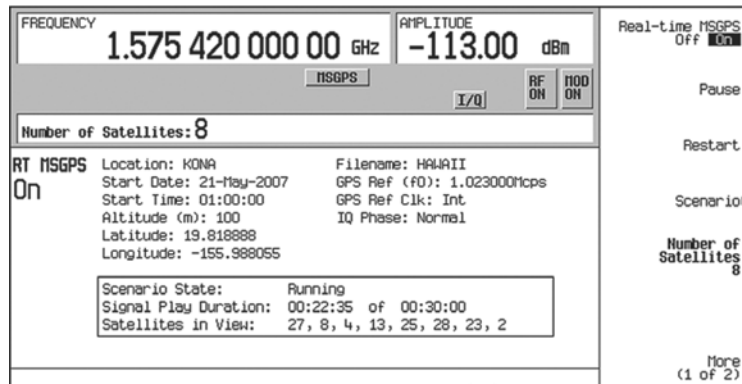 FREQUENCY
1.575 420 000 00 GHz
AMPLITUDE
-113.00 dBm
MSGPS
I/Q
RF ON
MOD ON
Number of Satellites: 8
RT MSGPS
On
Location: KONA
Start Date: 21-May-2007
Start Time: 01:00:00
Altitude (m): 100
Latitude: 19.818888
Longitude: -155.988055
Filename: HAWAII
GPS Ref (f0): 1.023000Mcps
GPS Ref Clk: Int
IQ Phase: Normal
Scenario State: Running
Signal Play Duration: 00:22:35 of 00:30:00
Satellites in View: 27, 8, 4, 13, 25, 28, 23, 2
Real-time MSGPS
Off On
Pause
Restart
Scenario
Number of
Satellites
8
More
(1 of 2)